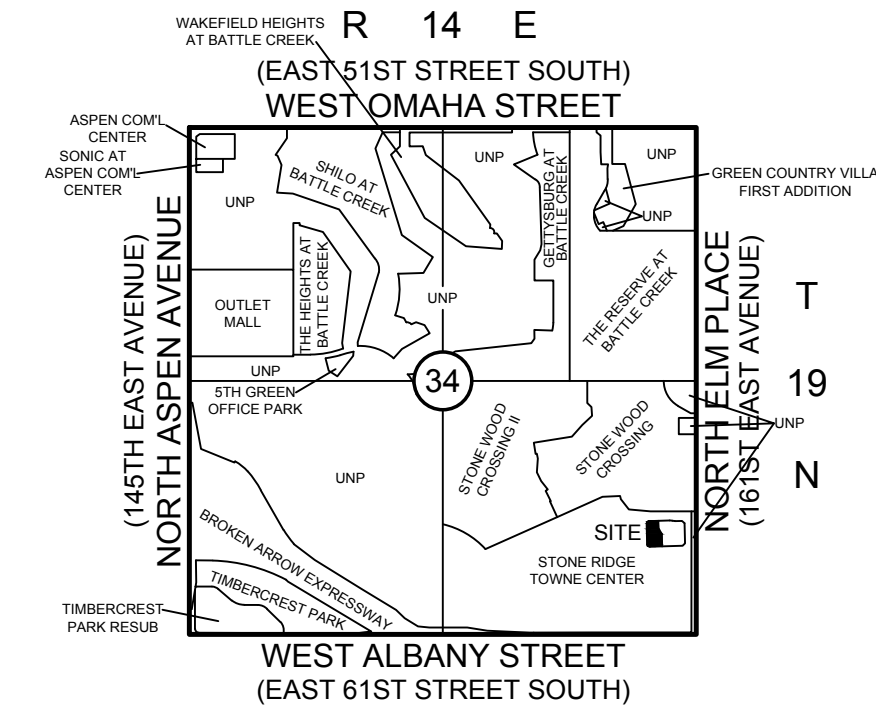 WAKEFIELD HEIGHTS
AT BATTLE CREEK
R 14 E
(EAST 51ST STREET SOUTH)
WEST OMAHA STREET
ASPEN COM'L
CENTER
SONIC AT
ASPEN COM'L
CENTER
UNP
SHILO AT
BATTLE CREEK
UNP
GETTYSBURG AT
BATTLE CREEK
UNP
GREEN COUNTRY VILLA
FIRST ADDITION
UNP
(145TH EAST AVENUE)
NORTH ASPEN AVENUE
OUTLET
MALL
THE HEIGHTS AT
BATTLE CREEK
UNP
THE RESERVE AT
BATTLE CREEK
NORTH ELM PLACE
(161ST EAST AVENUE)
T
19
N
UNP
5TH GREEN
OFFICE PARK
34
UNP
UNP
STONE WOOD
CROSSING II
STONE WOOD
CROSSING
BROKEN ARROW EXPRESSWAY
SITE
STONE RIDGE
TOWNE CENTER
TIMBERCREST PARK
TIMBERCREST
PARK RESUB
WEST ALBANY STREET
(EAST 61ST STREET SOUTH)